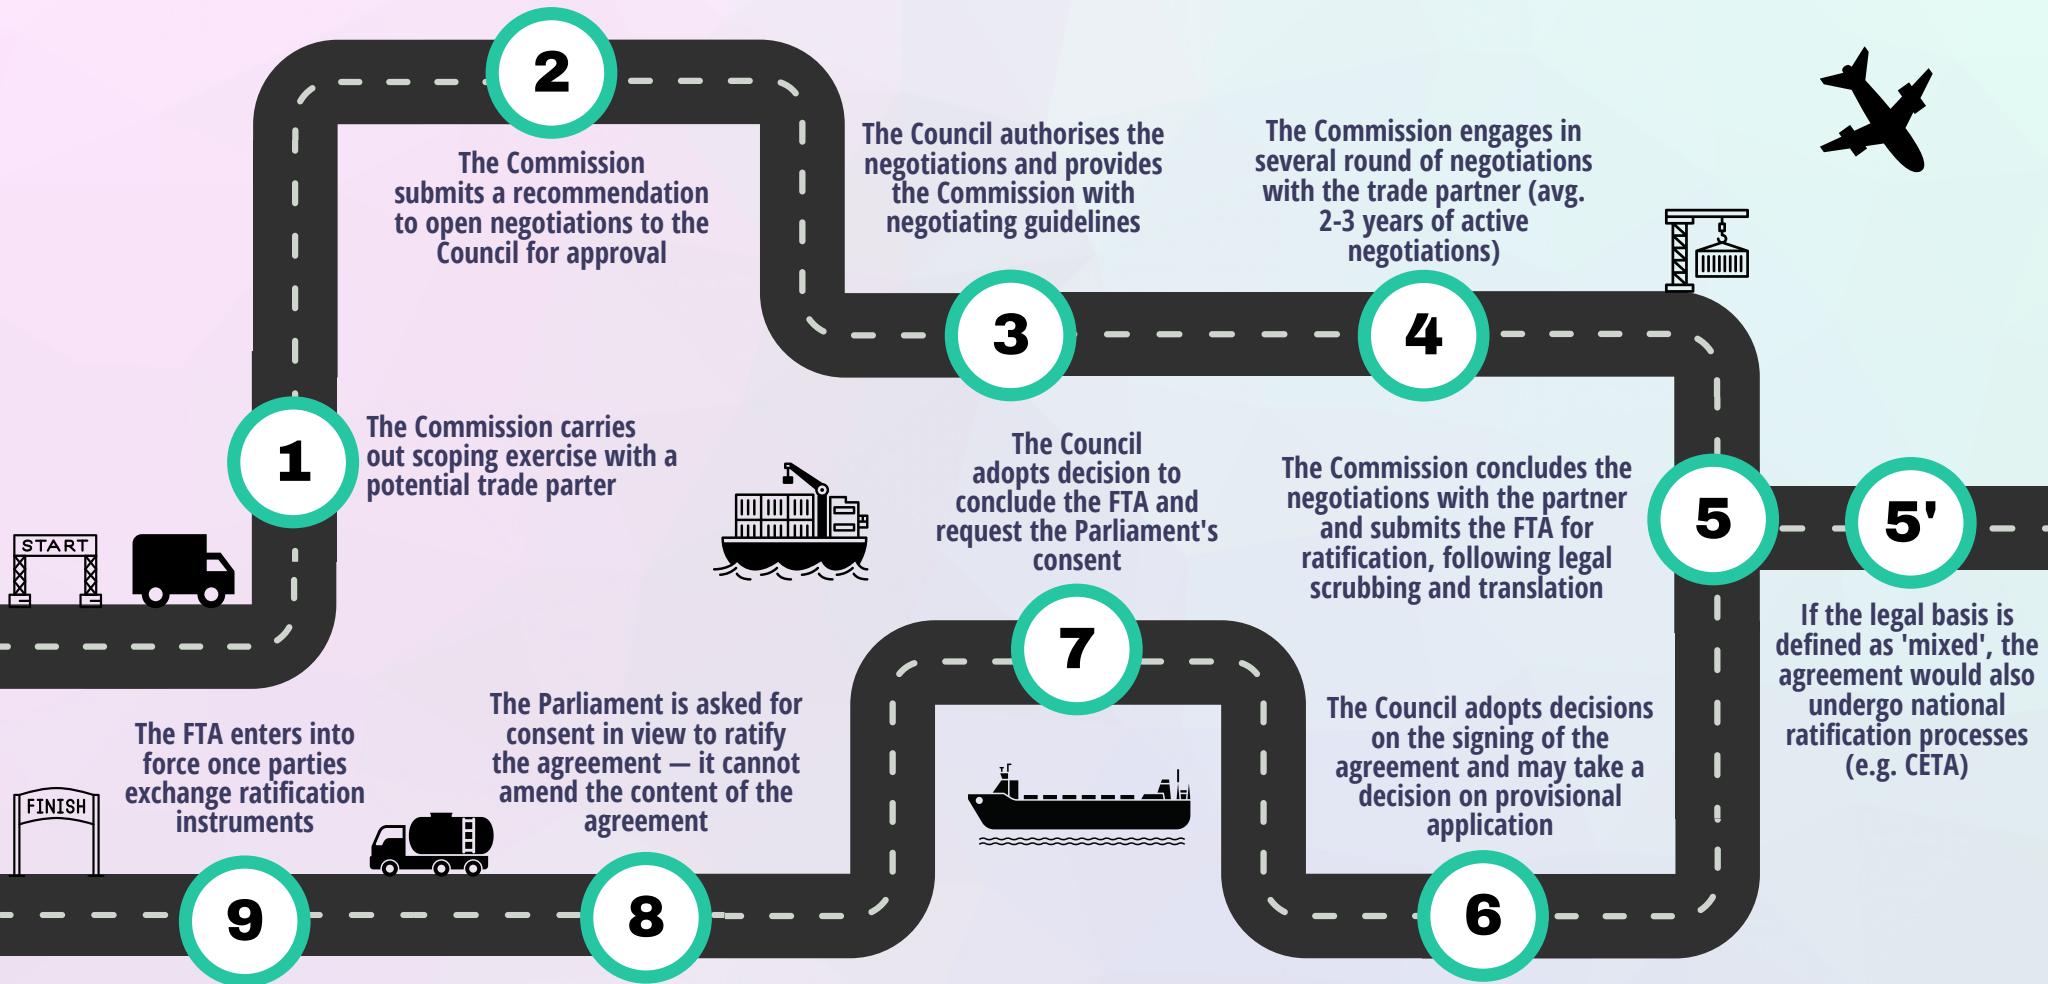 START
1
The Commission carries
out scoping exercise with a
potential trade parter
2
The Commission
submits a recommendation
to open negotiations to the
Council for approval
3
The Council authorises the
negotiations and provides
the Commission with
negotiating guidelines
4
The Commission engages in
several round of negotiations
with the trade partner (avg.
2-3 years of active
negotiations)
5
The Commission concludes the
negotiations with the partner
and submits the FTA for
ratification, following legal
scrubbing and translation
5'
If the legal basis is
defined as 'mixed', the
agreement would also
undergo national
ratification processes
(e.g. CETA)
6
The Council adopts decisions
on the signing of the
agreement and may take a
decision on provisional
application
7
The Council
adopts decision to
conclude the FTA and
request the Parliament's
consent
8
The Parliament is asked for
consent in view to ratify
the agreement — it cannot
amend the content of the
agreement
9
The FTA enters into
force once parties
exchange ratification
instruments
FINISH